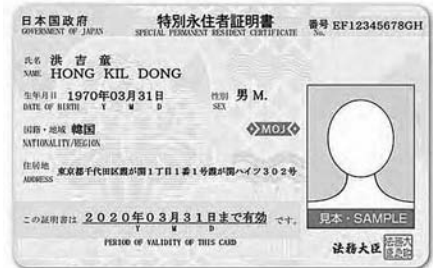 日本国政府 特別永住者証明書 番号 EF12345678GH
GOVERNMENT OF JAPAN SPECIAL PERMANENT RESIDENT CERTIFICATE No.
氏名 洪 吉 童
NAME HONG KIL DONG
生年月日 1970年03月31日 性別 男 M.
DATE OF BIRTH Y M D SEX
国籍・地域 韓国
NATIONALITY/REGION
MOJ
住居地 東京都千代田区霞が関1丁目1番1号霞が関ハイツ302号
ADDRESS
見本・SAMPLE
この証明書は 2020年03月31日まで有効 です。
Y M D
PERIOD OF VALIDITY OF THIS CARD
法務大臣